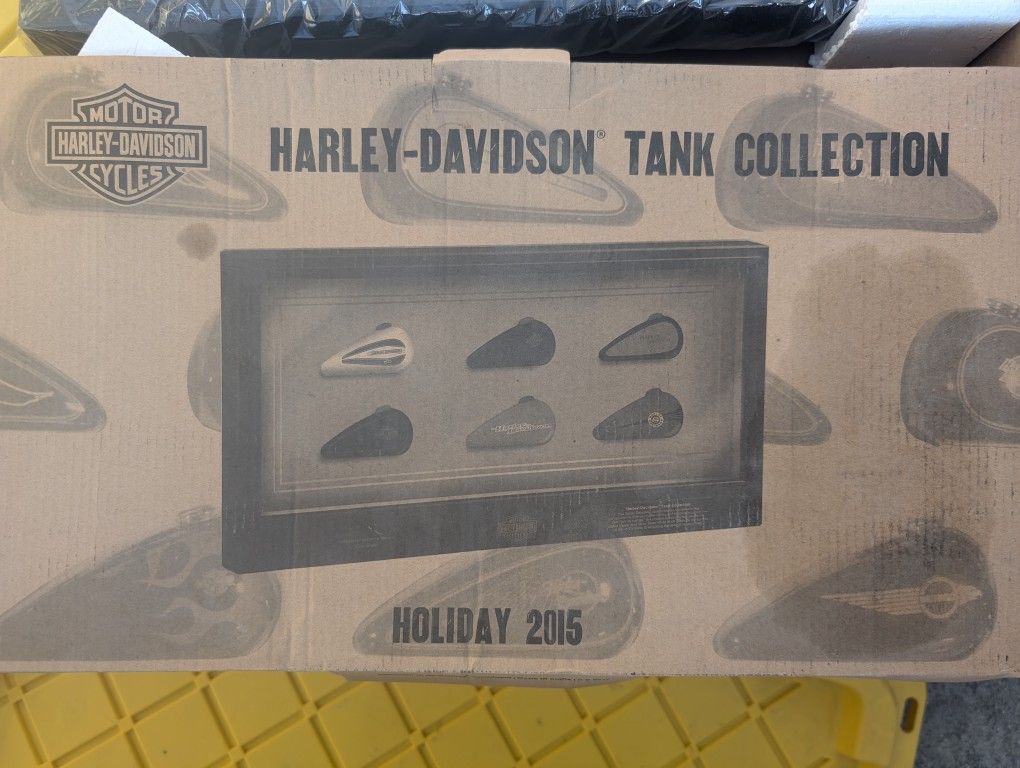 MOTOR
HARLEY-DAVIDSON
CYCLES
HARLEY-DAVIDSON® TANK COLLECTION
HOLIDAY 2015